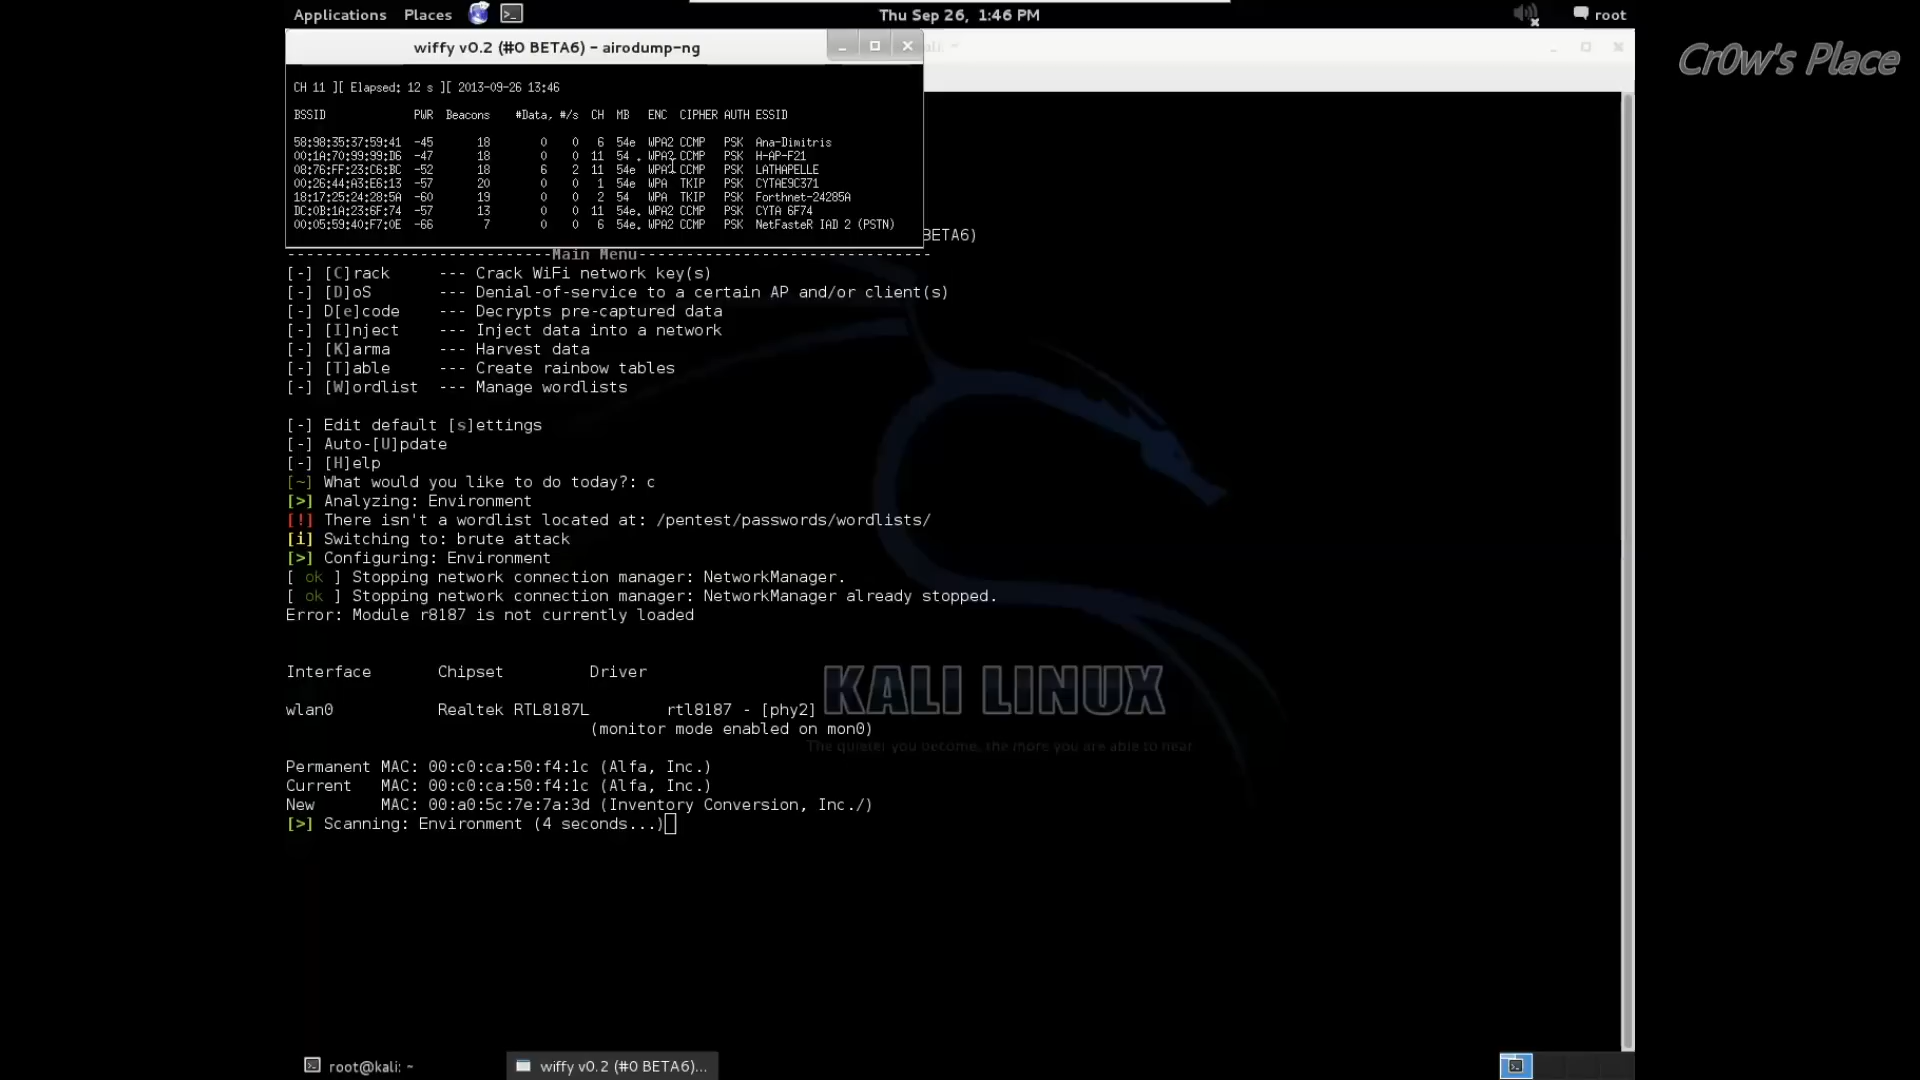 Applications Places Thu Sep 26, 1:46 PM root
Cr0w's Place
wiffy v0.2 (#0 BETA6) - airodump-ng
CH 11 ][ Elapsed: 12 s ][ 2013-09-26 13:46
BSSID PWR Beacons #Data, #/s CH MB ENC CIPHER AUTH ESSID
58:98:35:37:59:41 -45 18 0 0 6 54e WPA2 CCMP PSK Ana-Dimitris
00:1A:70:99:99:D6 -47 18 0 0 11 54 . WPA2 CCMP PSK H-AP-F21
08:76:FF:23:C6:BC -52 18 6 2 11 54e WPA2 CCMP PSK LATHAPELLE
00:26:44:A3:E6:13 -57 20 0 0 1 54e WPA TKIP PSK CYTAE9C371
18:17:25:24:28:5A -60 19 0 0 2 54 WPA TKIP PSK Forthnet-24285A
DC:0B:1A:23:6F:74 -57 13 0 0 11 54e. WPA2 CCMP PSK CYTA 6F74
00:05:59:40:F7:0E -66 7 0 0 6 54e. WPA2 CCMP PSK NetFasteR IAD 2 (PSTN)
BETA6)
----------------------------Main Menu-------------------------------
[-] [C]rack --- Crack WiFi network key(s)
[-] [D]oS --- Denial-of-service to a certain AP and/or client(s)
[-] D[e]code --- Decrypts pre-captured data
[-] [I]nject --- Inject data into a network
[-] [K]arma --- Harvest data
[-] [T]able --- Create rainbow tables
[-] [W]ordlist --- Manage wordlists
[-] Edit default [s]ettings
[-] Auto-[U]pdate
[-] [H]elp
[~] What would you like to do today?: c
[>] Analyzing: Environment
[!] There isn't a wordlist located at: /pentest/passwords/wordlists/
[i] Switching to: brute attack
[>] Configuring: Environment
[ ok ] Stopping network connection manager: NetworkManager.
[ ok ] Stopping network connection manager: NetworkManager already stopped.
Error: Module r8187 is not currently loaded
Interface Chipset Driver
wlan0 Realtek RTL8187L rtl8187 - [phy2]
(monitor mode enabled on mon0)
KALI LINUX
The quieter you become, the more you are able to hear
Permanent MAC: 00:c0:ca:50:f4:1c (Alfa, Inc.)
Current MAC: 00:c0:ca:50:f4:1c (Alfa, Inc.)
New MAC: 00:a0:5c:7e:7a:3d (Inventory Conversion, Inc./)
[>] Scanning: Environment (4 seconds...)
root@kali: ~
wiffy v0.2 (#0 BETA6)...